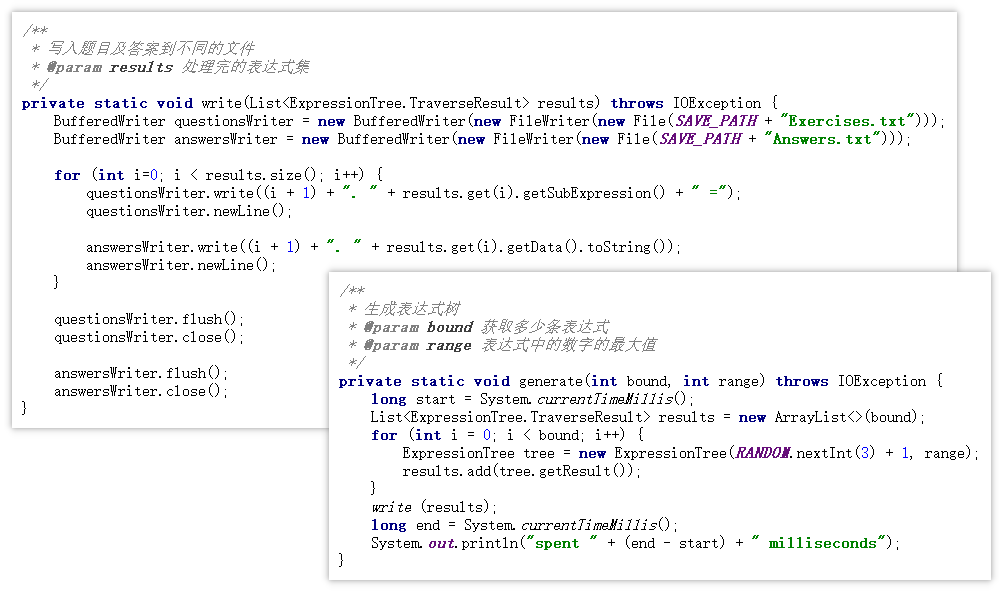 /**
 * 写入题目及答案到不同的文件
 * @param results 处理完的表达式集
 */
private static void write(List<ExpressionTree.TraverseResult> results) throws IOException {
    BufferedWriter questionsWriter = new BufferedWriter(new FileWriter(new File(SAVE_PATH + "Exercises.txt")));
    BufferedWriter answersWriter = new BufferedWriter(new FileWriter(new File(SAVE_PATH + "Answers.txt")));

    for (int i=0; i < results.size(); i++) {
        questionsWriter.write((i + 1) + ". " + results.get(i).getSubExpression() + " =");
        questionsWriter.newLine();

        answersWriter.write((i + 1) + ". " + results.get(i).getData().toString());
        answersWriter.newLine();
    }

    questionsWriter.flush();
    questionsWriter.close();

    answersWriter.flush();
    answersWriter.close();
}
/**
 * 生成表达式树
 * @param bound 获取多少条表达式
 * @param range 表达式中的数字的最大值
 */
private static void generate(int bound, int range) throws IOException {
    long start = System.currentTimeMillis();
    List<ExpressionTree.TraverseResult> results = new ArrayList<>(bound);
    for (int i = 0; i < bound; i++) {
        ExpressionTree tree = new ExpressionTree(RANDOM.nextInt(3) + 1, range);
        results.add(tree.getResult());
    }
    write (results);
    long end = System.currentTimeMillis();
    System.out.println("spent " + (end - start) + " milliseconds");
}